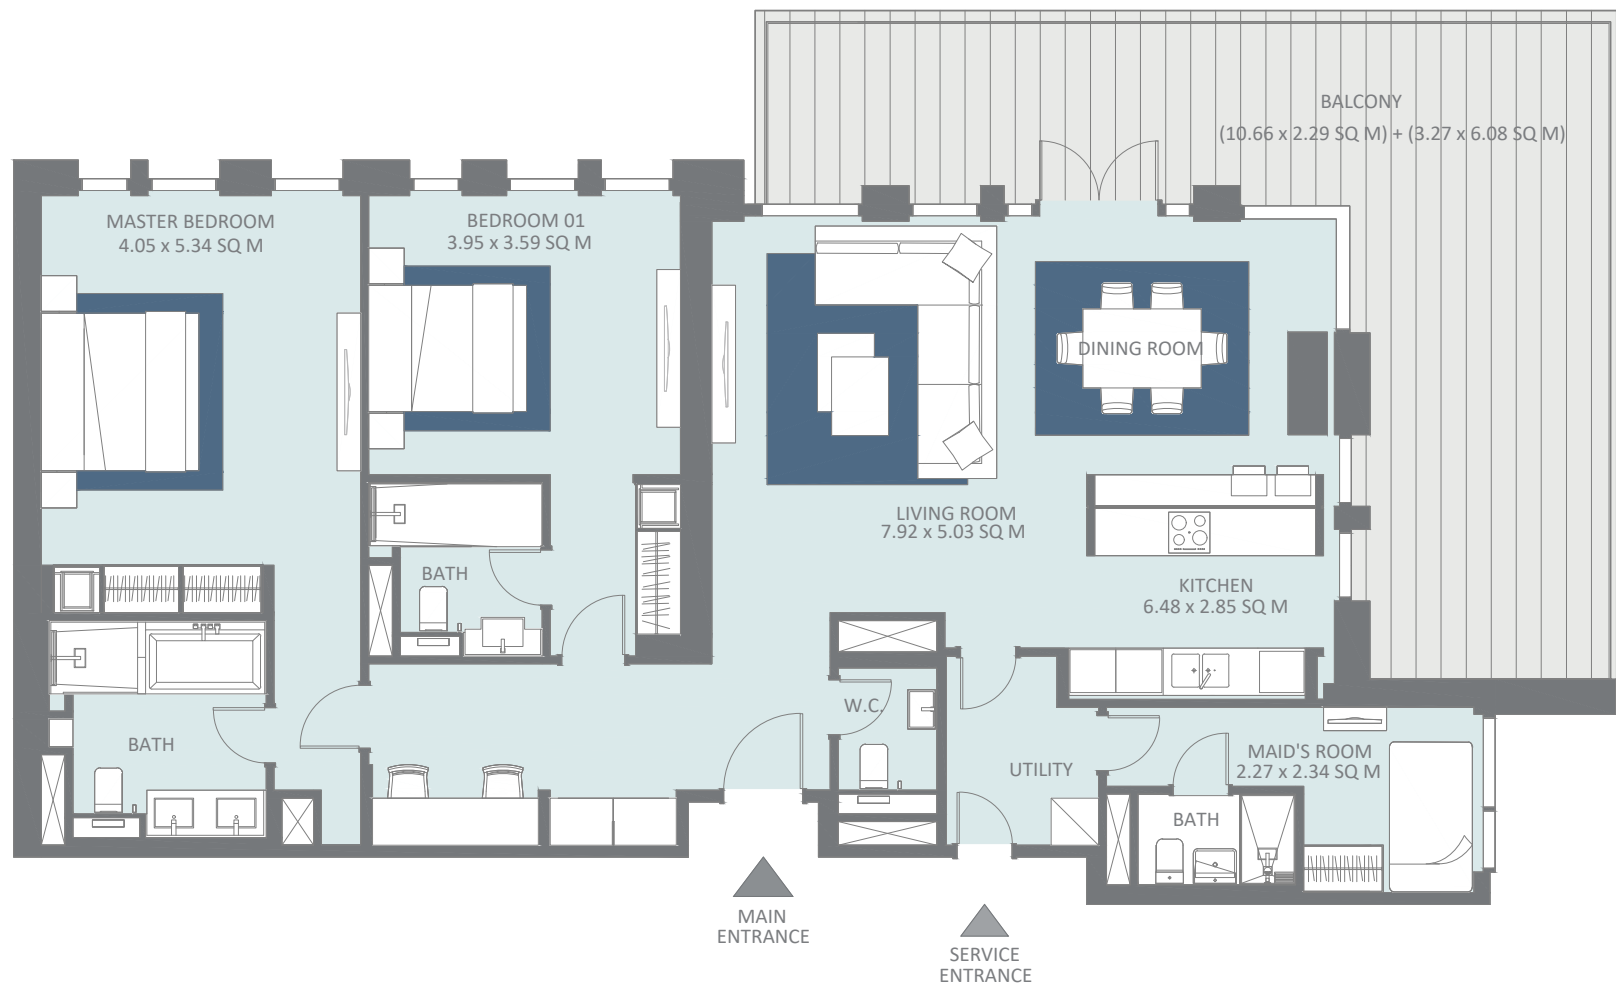 BALCONY
(10.66 x 2.29 SQ M) + (3.27 x 6.08 SQ M)
MASTER BEDROOM
4.05 x 5.34 SQ M
BEDROOM 01
3.95 x 3.59 SQ M
DINING ROOM
LIVING ROOM
7.92 x 5.03 SQ M
BATH
KITCHEN
6.48 x 2.85 SQ M
W.C.
BATH
UTILITY
MAID'S ROOM
2.27 x 2.34 SQ M
BATH
MAIN
ENTRANCE
SERVICE
ENTRANCE